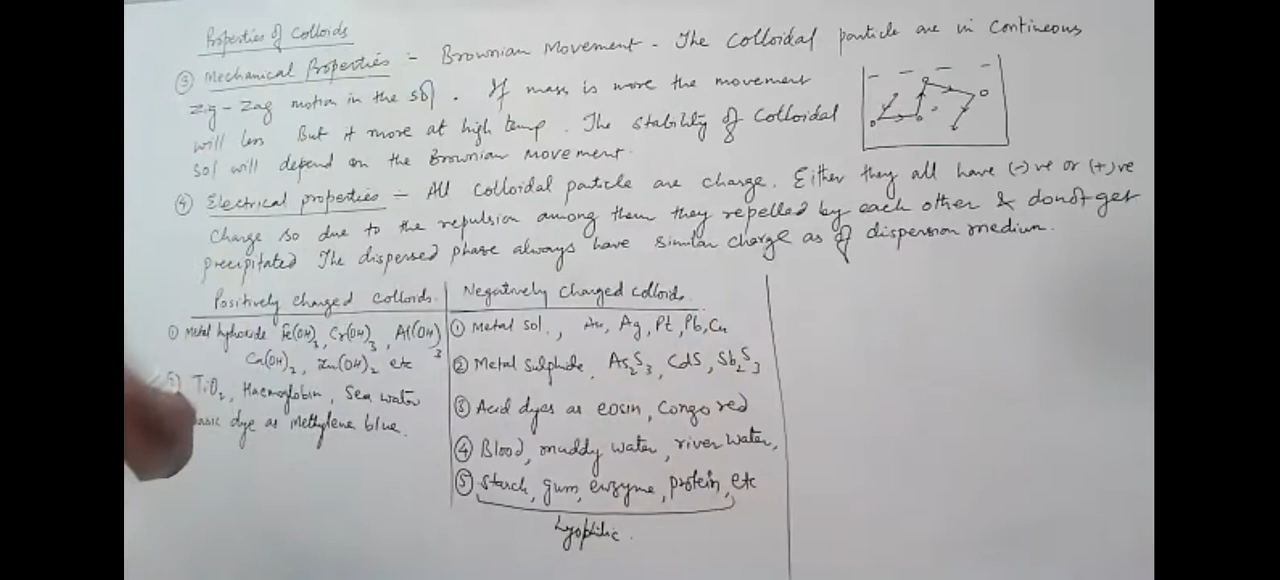 Properties of Colloids
③ Mechanical Properties - Brownian Movement - The Colloidal particle are in contineous
Zig-Zag motion in the sol. If mass is more the movement
will less But it more at high temp. The stability of Colloidal
sol will depend on the Brownian Movement.
④ Electrical properties - All Colloidal particle are charge. Either they all have (-)ve or (+)ve
Charge so due to the repulsion among them they repelled by each other & donot get
precipitated The dispersed phase always have similar charge as of dispersion medium.
Positively charged colloids.
① Metal hyhoxide Fe(OH)3, Cr(OH)3, Al(OH)3
Ca(OH)2, Zn(OH)2 etc
TiO2, Haemoglobin, Sea water
basic dye as Methylene blue.
Negatively Charged colloids.
① Metal sol., Au, Ag, Pt, Pb, Cu
② Metal Sulphide, As2S3, CdS, Sb2S3
③ Acid dyes as eosin, Congo red
④ Blood, muddy water, river water,
⑤ Starch, gum, enzyme, protein, etc
Lyophilic.